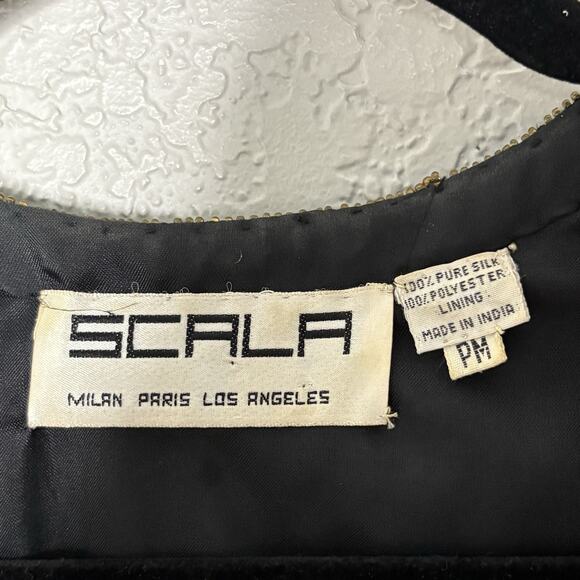 SCALA
MILAN PARIS LOS ANGELES
100% PURE SILK
100% POLYESTER
LINING
MADE IN INDIA
PM